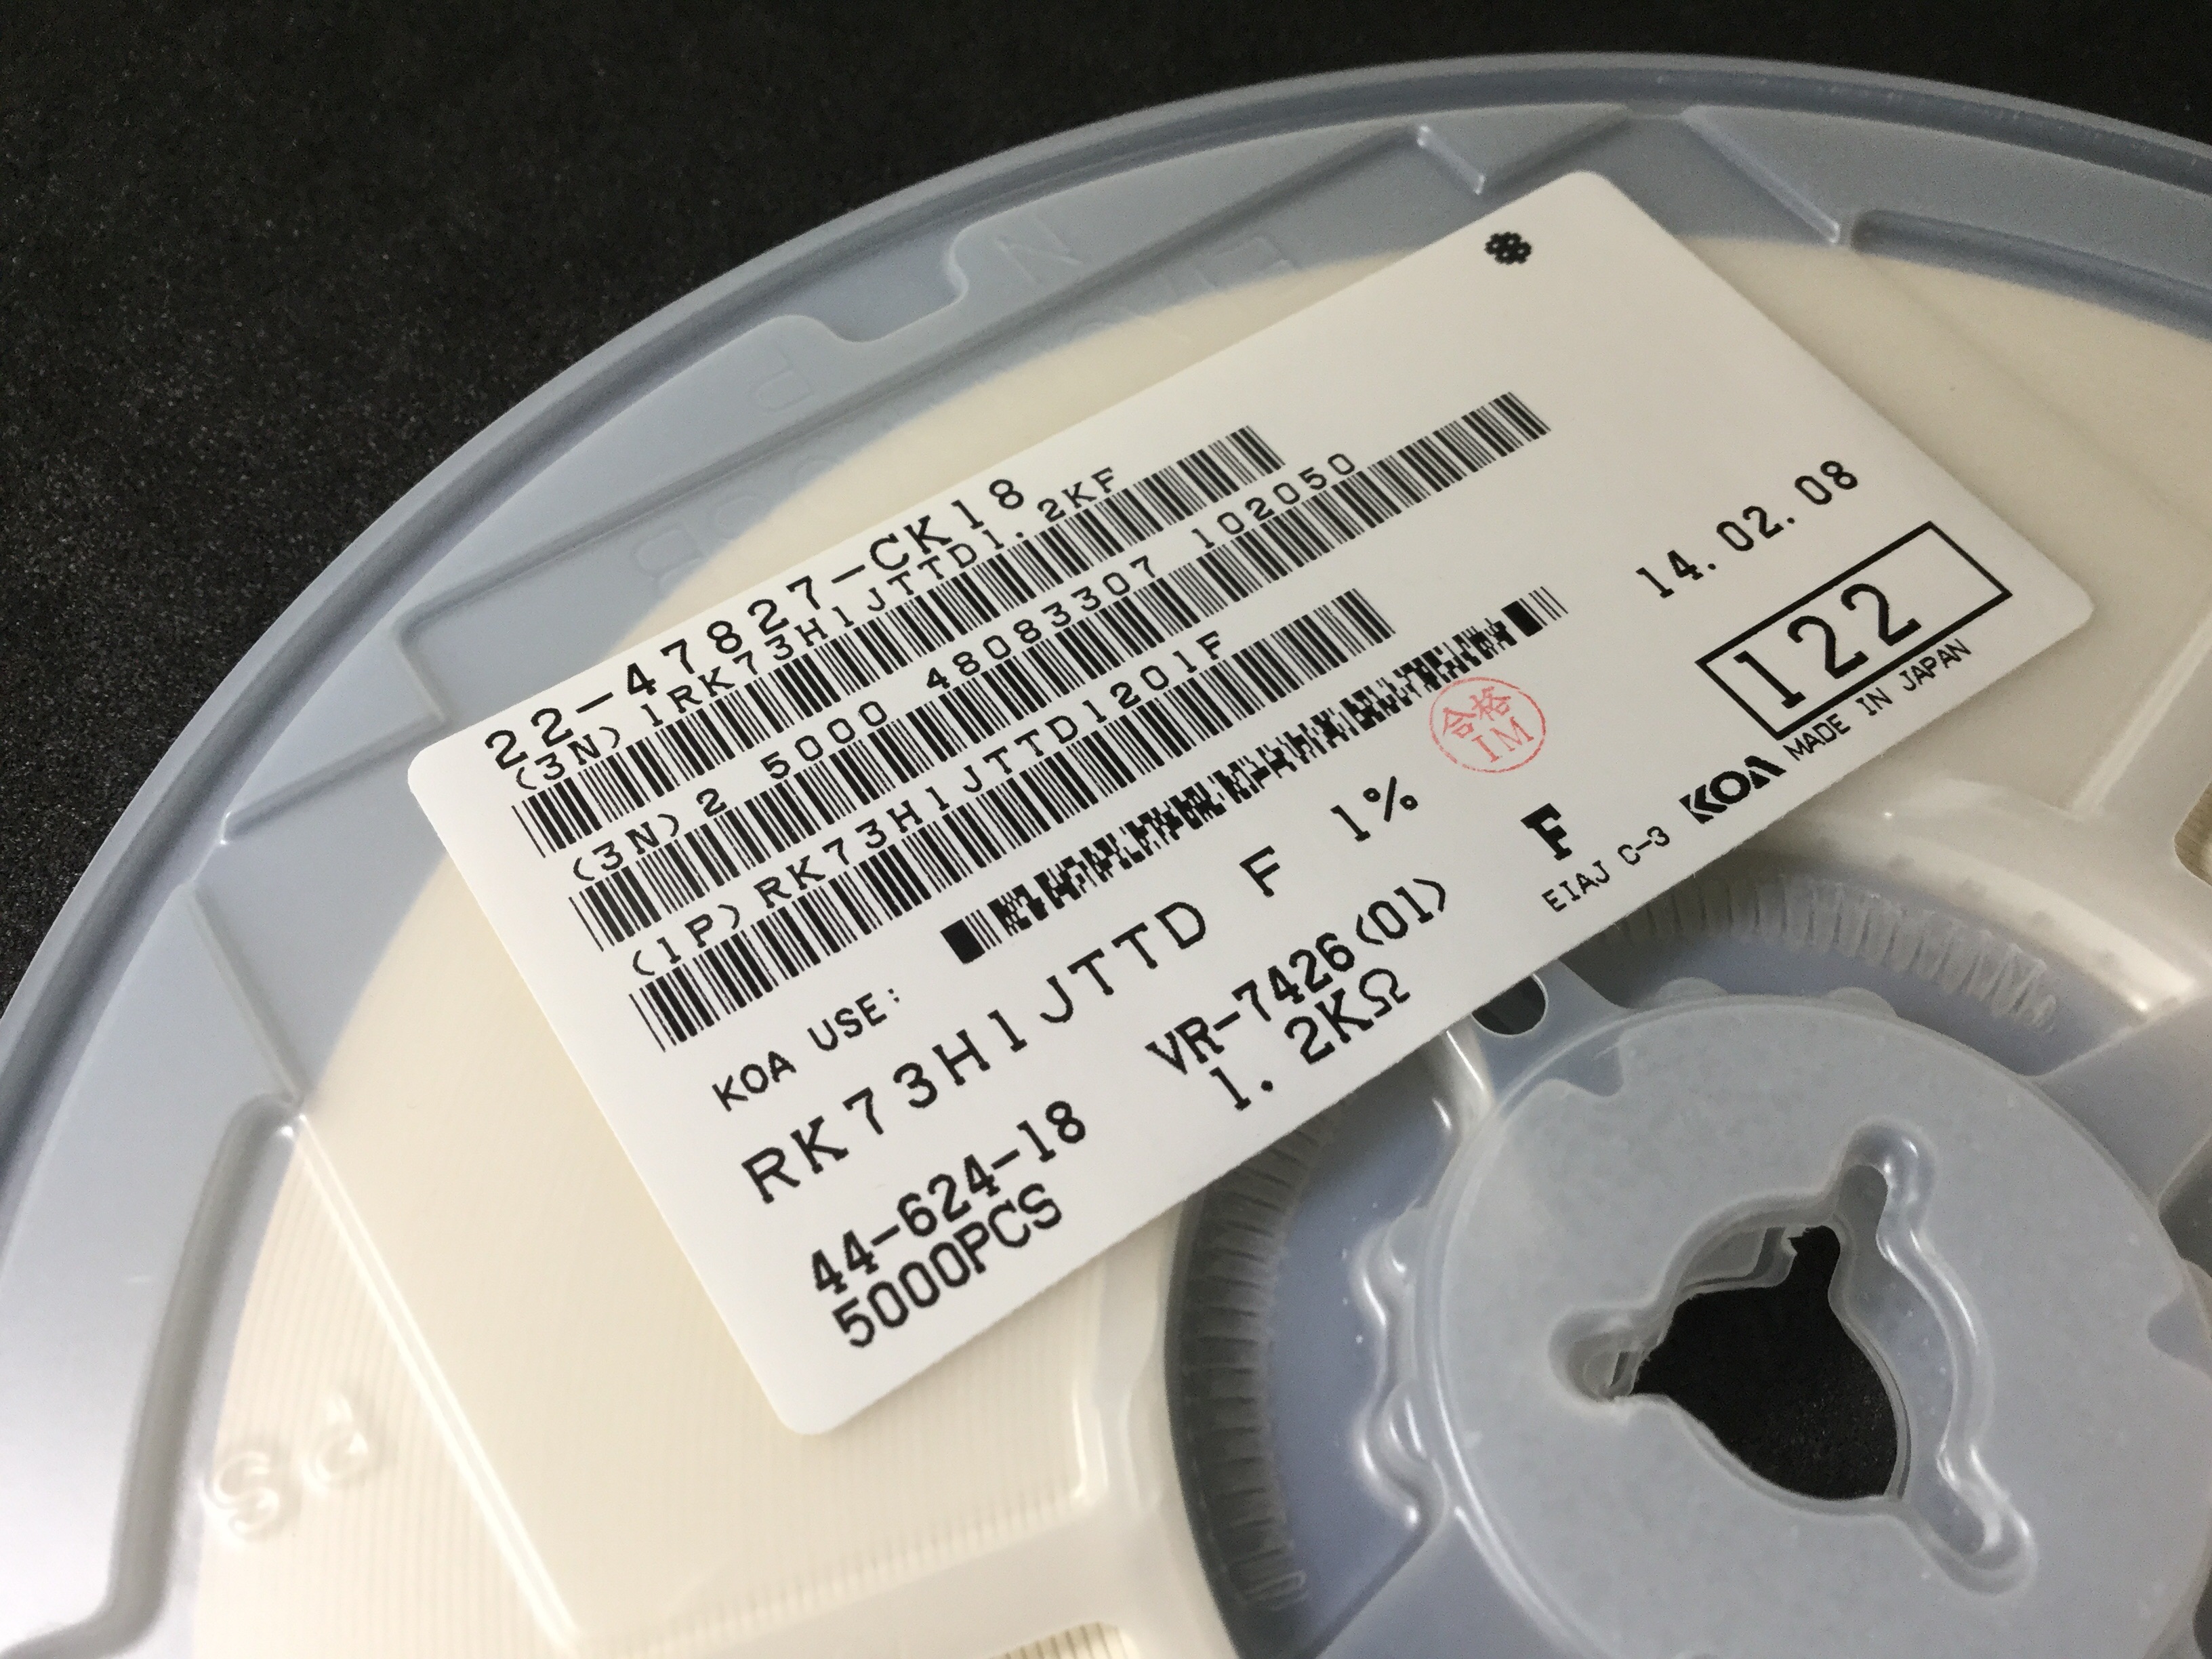 22-47827-CK18
(3N)1RK73H1JTTD1.2KF
(3N)2 5000 48083307 102050
(1P)RK73H1JTTD1201F
KOA USE:
RK73H1JTTD F 1%
44-624-18 VR-7426(01)
5000PCS 1.2KΩ
合格
IM
F
EIAJ C-3
14.02.08
122
KOA MADE IN JAPAN
PS